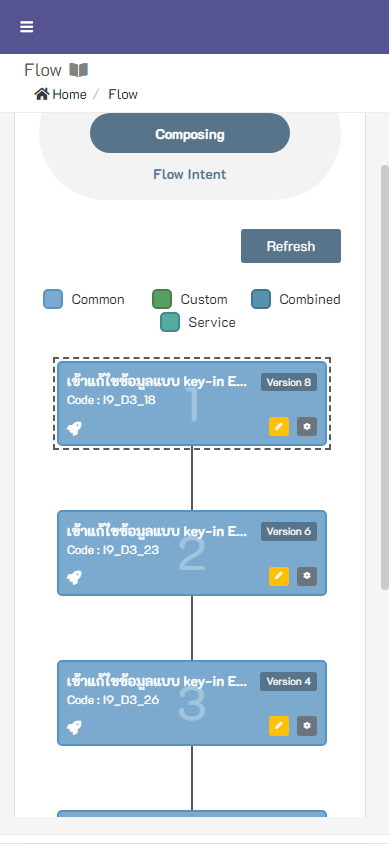 Flow
Home / Flow
Composing
Flow Intent
Refresh
Common
Custom
Combined
Service
เข้าแก้ไขข้อมูลแบบ key-in E...
Version 8
Code : I9_D3_18
1
เข้าแก้ไขข้อมูลแบบ key-in E...
Version 6
Code : I9_D3_23
2
เข้าแก้ไขข้อมูลแบบ key-in E...
Version 4
Code : I9_D3_26
3